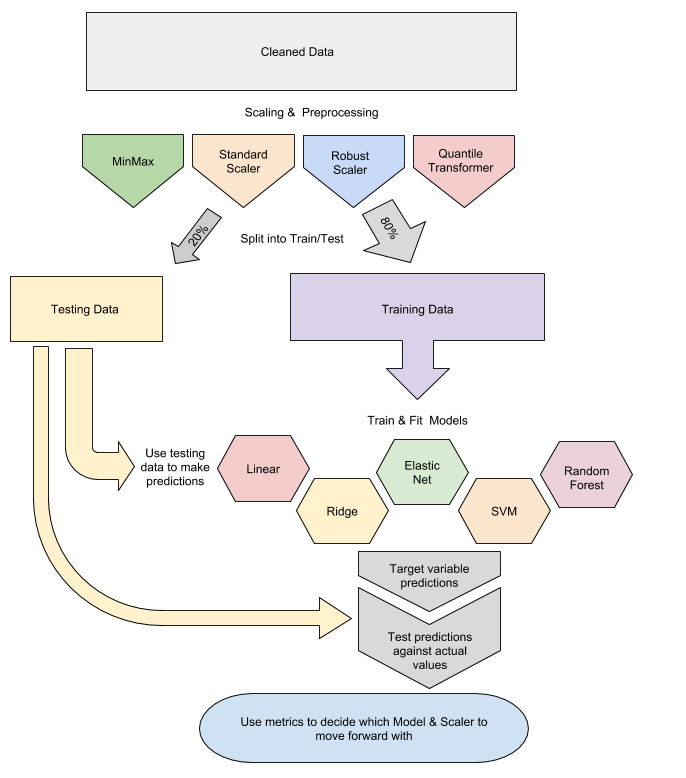 Cleaned Data
Scaling & Preprocessing
MinMax
Standard
Scaler
Robust
Scaler
Quantile
Transformer
20%
Split into Train/Test
80%
Testing Data
Training Data
Train & Fit Models
Use testing
data to make
predictions
Linear
Ridge
Elastic
Net
SVM
Random
Forest
Target variable
predictions
Test predictions
against actual
values
Use metrics to decide which Model & Scaler to
move forward with